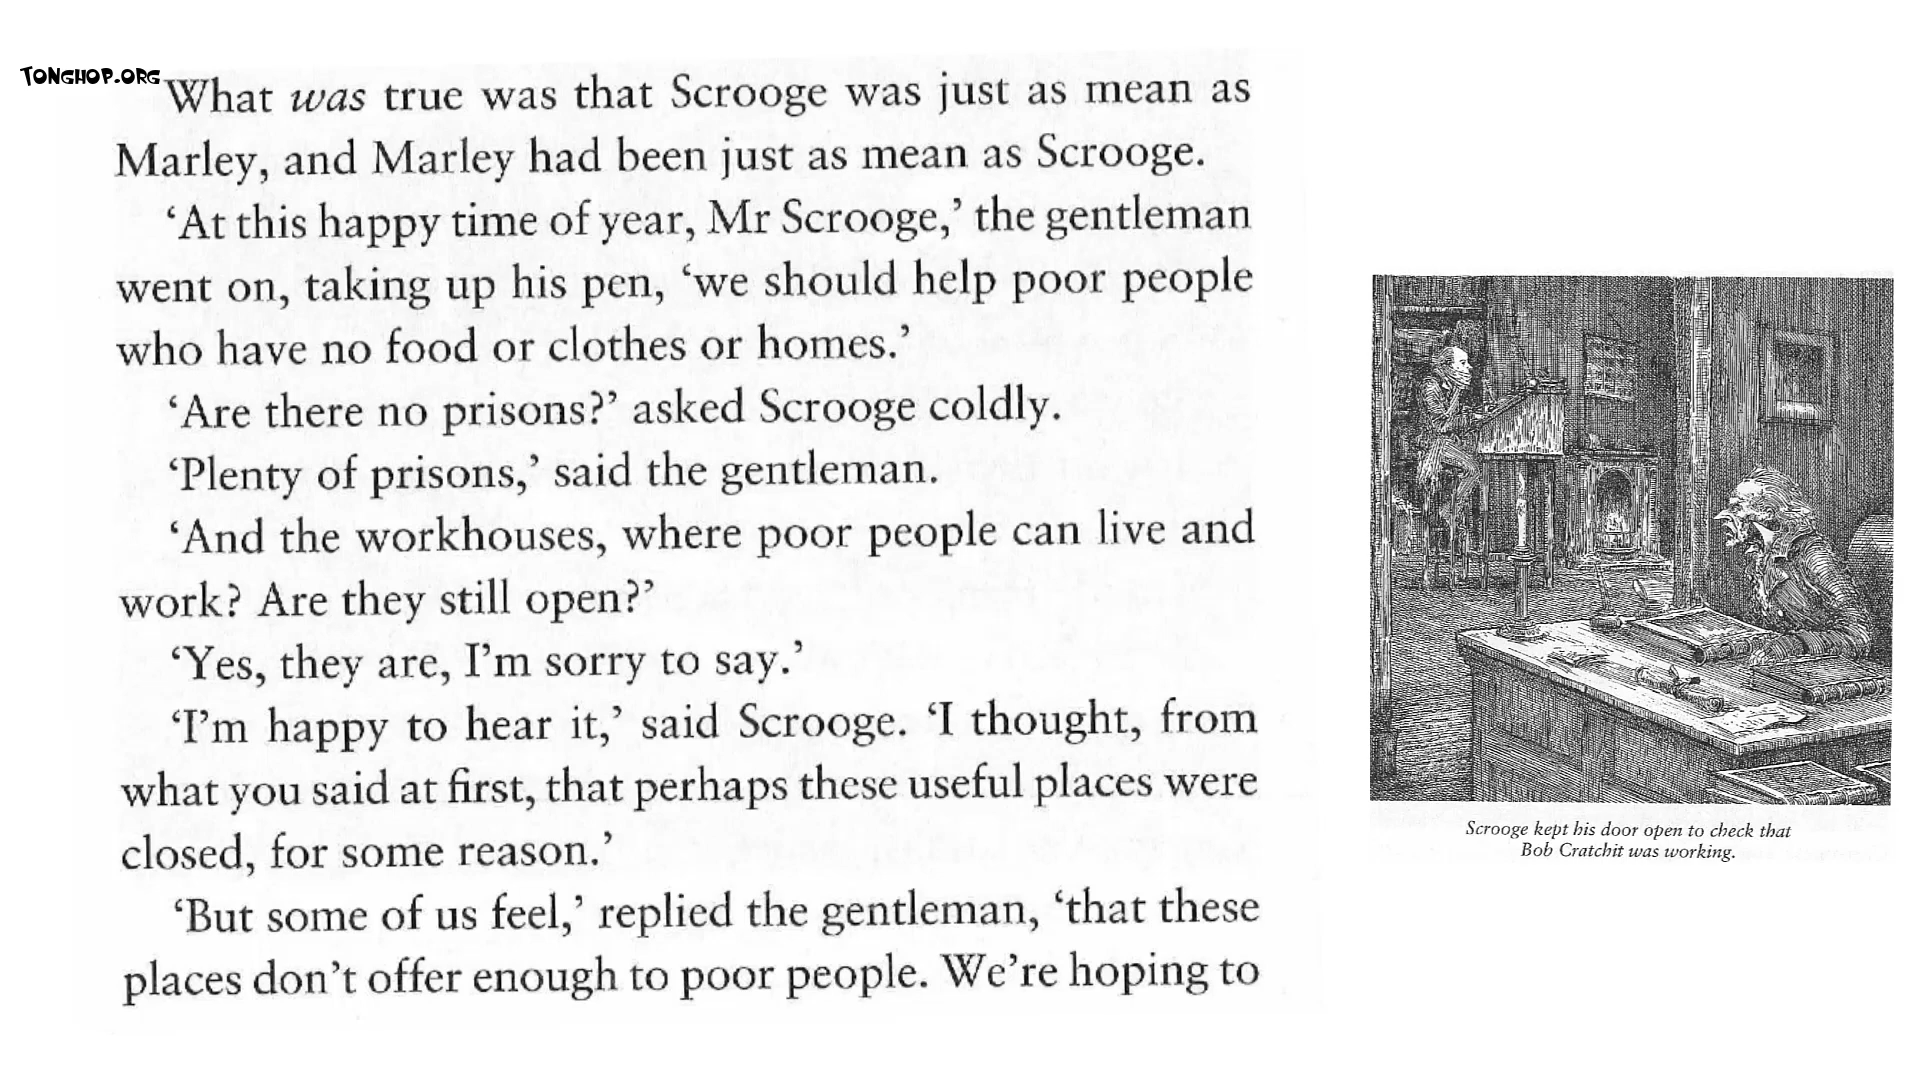 TONGHOP.ORG
What was true was that Scrooge was just as mean as
Marley, and Marley had been just as mean as Scrooge.
‘At this happy time of year, Mr Scrooge,’ the gentleman
went on, taking up his pen, ‘we should help poor people
who have no food or clothes or homes.’
‘Are there no prisons?’ asked Scrooge coldly.
‘Plenty of prisons,’ said the gentleman.
‘And the workhouses, where poor people can live and
work? Are they still open?’
‘Yes, they are, I’m sorry to say.’
‘I’m happy to hear it,’ said Scrooge. ‘I thought, from
what you said at first, that perhaps these useful places were
closed, for some reason.’
‘But some of us feel,’ replied the gentleman, ‘that these
places don’t offer enough to poor people. We’re hoping to
Scrooge kept his door open to check that
Bob Cratchit was working.